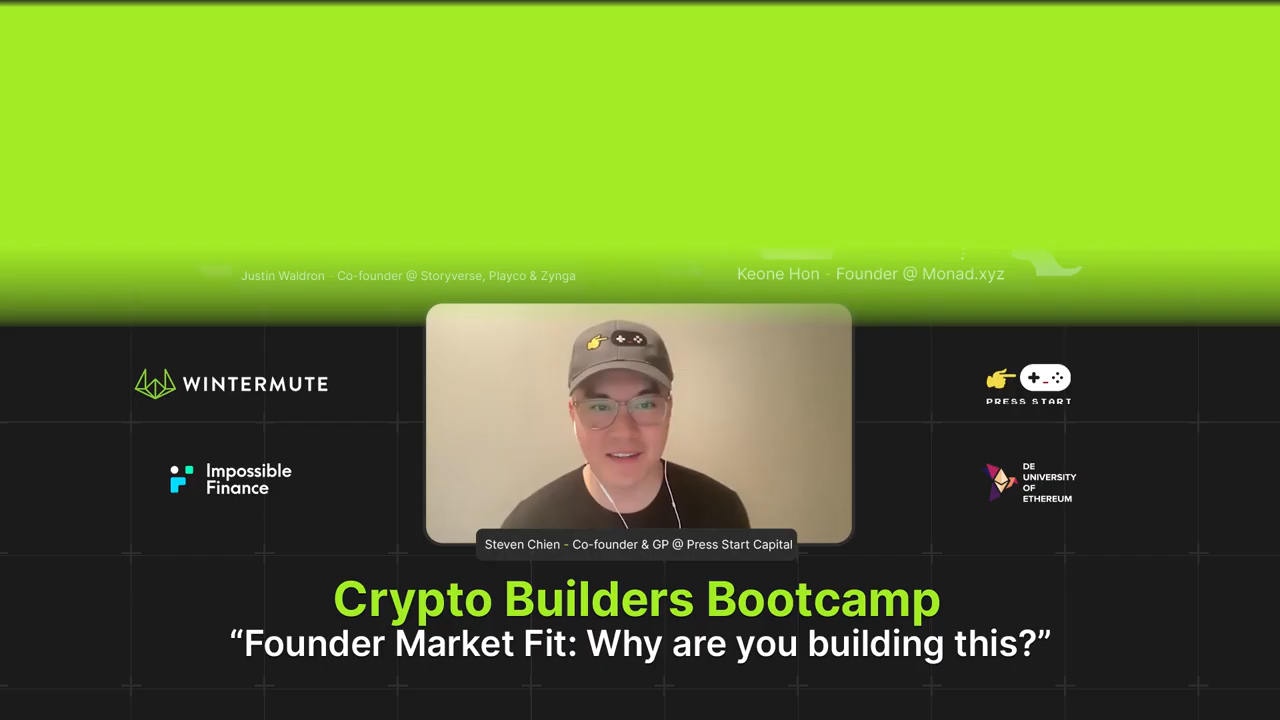 Justin Waldron - Co-founder @ Storyverse, Playco & Zynga
Keone Hon - Founder @ Monad.xyz
WINTERMUTE
PRESS START
Impossible
Finance
DE
UNIVERSITY
OF
ETHEREUM
Steven Chien - Co-founder & GP @ Press Start Capital
Crypto Builders Bootcamp
“Founder Market Fit: Why are you building this?”